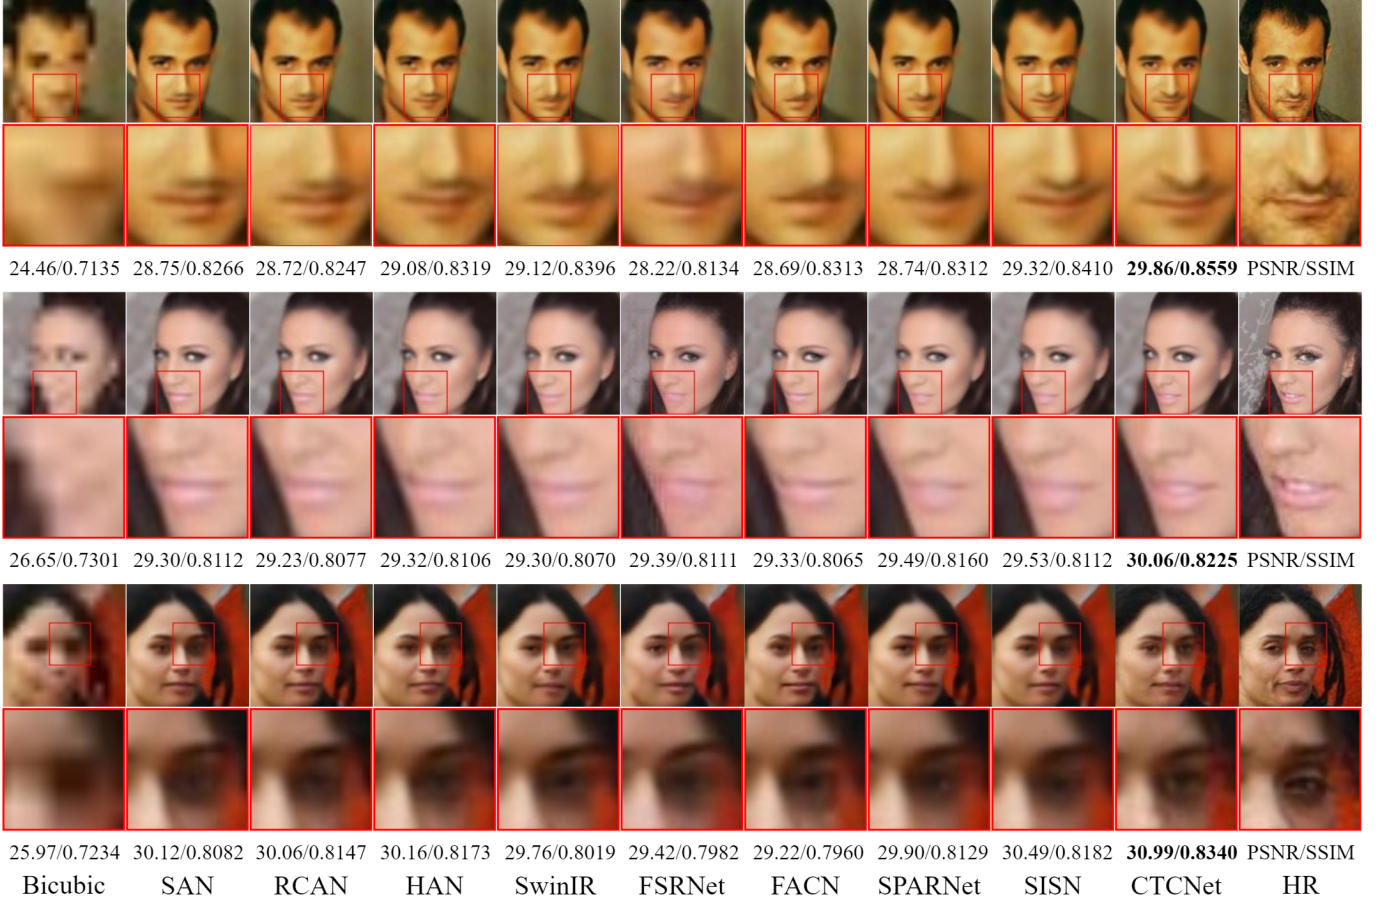 24.46/0.7135 28.75/0.8266 28.72/0.8247 29.08/0.8319 29.12/0.8396 28.22/0.8134 28.69/0.8313 28.74/0.8312 29.32/0.8410 29.86/0.8559 PSNR/SSIM
26.65/0.7301 29.30/0.8112 29.23/0.8077 29.32/0.8106 29.30/0.8070 29.39/0.8111 29.33/0.8065 29.49/0.8160 29.53/0.8112 30.06/0.8225 PSNR/SSIM
25.97/0.7234 30.12/0.8082 30.06/0.8147 30.16/0.8173 29.76/0.8019 29.42/0.7982 29.22/0.7960 29.90/0.8129 30.49/0.8182 30.99/0.8340 PSNR/SSIM
Bicubic SAN RCAN HAN SwinIR FSRNet FACN SPARNet SISN CTCNet HR